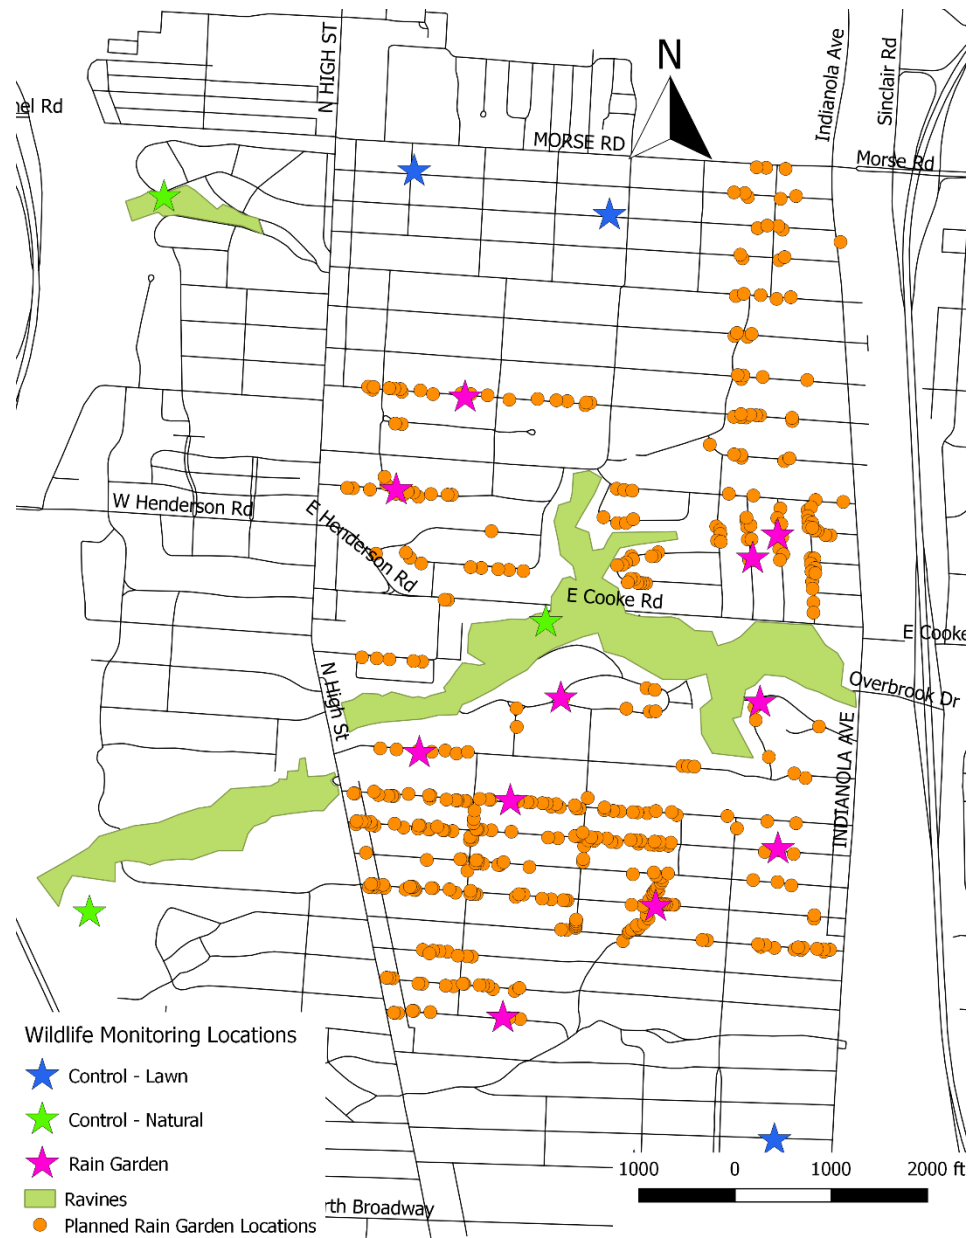 N HIGH ST
Indianola Ave
Sinclair Rd
N
nel Rd
MORSE RD
Morse Rd
W Henderson Rd
E Henderson Rd
E Cooke Rd
E Cooke
N High St
Overbrook Dr
INDIANOLA AVE
Wildlife Monitoring Locations
Control - Lawn
Control - Natural
Rain Garden
Ravines
Planned Rain Garden Locations
1000 0 1000 2000 ft
rth Broadway